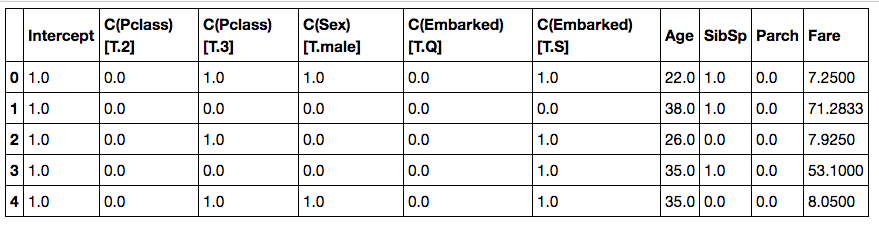 Intercept C(Pclass)[T.2] C(Pclass)[T.3] C(Sex)[T.male] C(Embarked)[T.Q] C(Embarked)[T.S] Age SibSp Parch Fare
0 1.0 0.0 1.0 1.0 0.0 1.0 22.0 1.0 0.0 7.2500
1 1.0 0.0 0.0 0.0 0.0 0.0 38.0 1.0 0.0 71.2833
2 1.0 0.0 1.0 0.0 0.0 1.0 26.0 0.0 0.0 7.9250
3 1.0 0.0 0.0 0.0 0.0 1.0 35.0 1.0 0.0 53.1000
4 1.0 0.0 1.0 1.0 0.0 1.0 35.0 0.0 0.0 8.0500